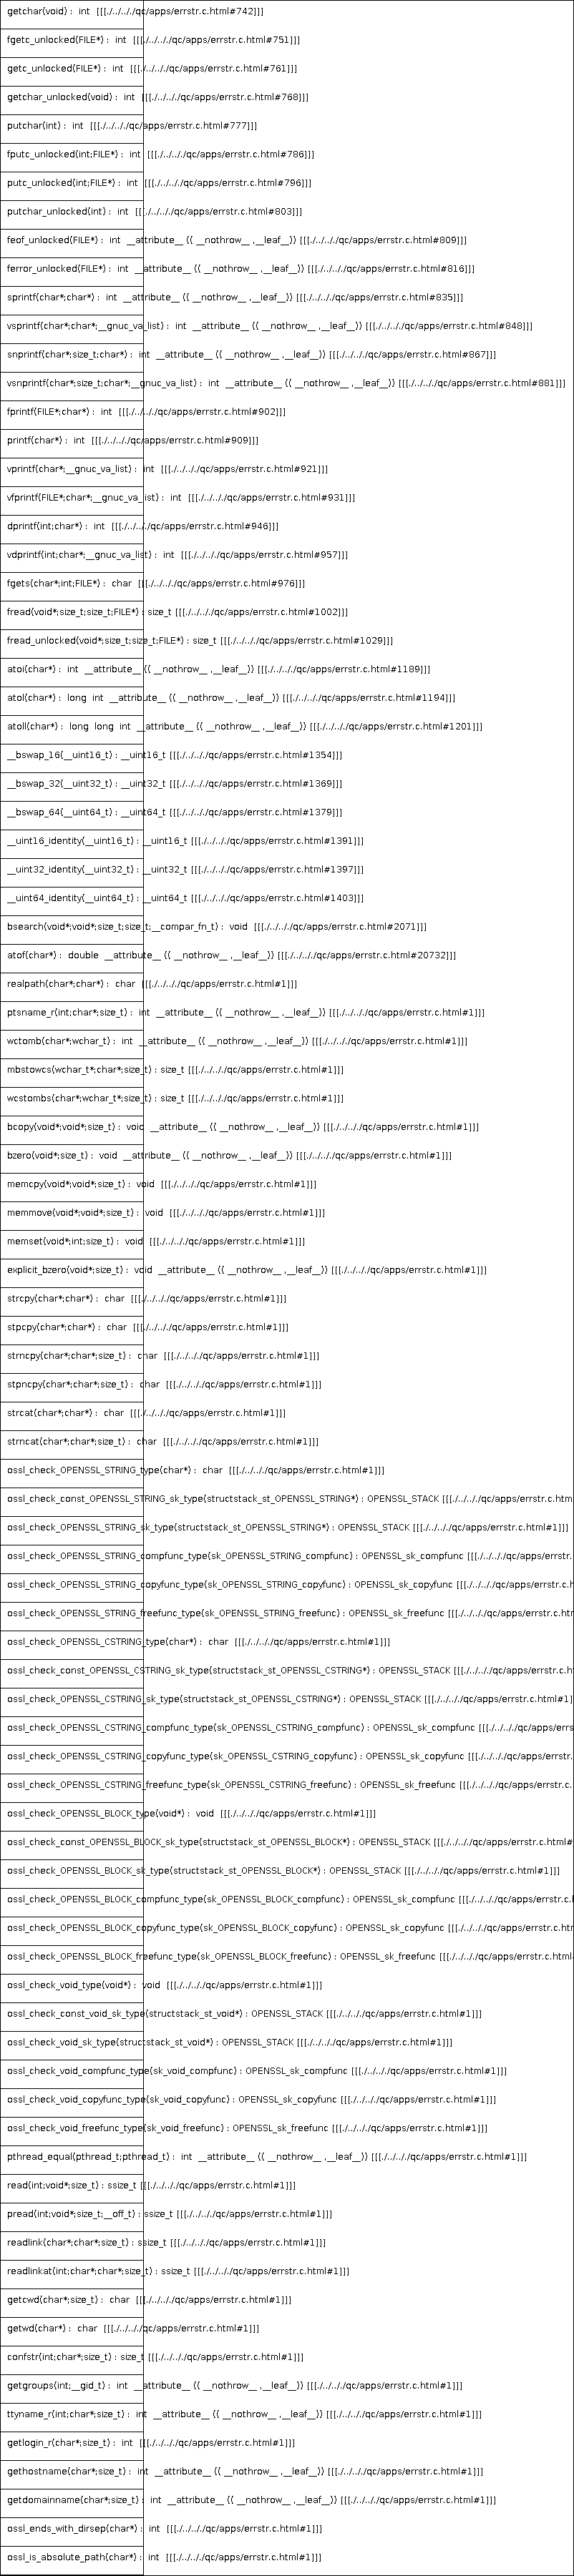 getchar(void) : int [[[./../.././qc/apps/errstr.c.html#742]]]
fgetc_unlocked(FILE*) : int [[[./../.././qc/apps/errstr.c.html#751]]]
getc_unlocked(FILE*) : int [[[./../.././qc/apps/errstr.c.html#761]]]
getchar_unlocked(void) : int [[[./../.././qc/apps/errstr.c.html#768]]]
putchar(int) : int [[[./../.././qc/apps/errstr.c.html#777]]]
fputc_unlocked(int;FILE*) : int [[[./../.././qc/apps/errstr.c.html#786]]]
putc_unlocked(int;FILE*) : int [[[./../.././qc/apps/errstr.c.html#796]]]
putchar_unlocked(int) : int [[[./../.././qc/apps/errstr.c.html#803]]]
feof_unlocked(FILE*) : int __attribute__ (( __nothrow__ ,__leaf__)) [[[./../.././qc/apps/errstr.c.html#809]]]
ferror_unlocked(FILE*) : int __attribute__ (( __nothrow__ ,__leaf__)) [[[./../.././qc/apps/errstr.c.html#816]]]
sprintf(char*;char*) : int __attribute__ (( __nothrow__ ,__leaf__)) [[[./../.././qc/apps/errstr.c.html#835]]]
vsprintf(char*;char*;__gnuc_va_list) : int __attribute__ (( __nothrow__ ,__leaf__)) [[[./../.././qc/apps/errstr.c.html#848]]]
snprintf(char*;size_t;char*) : int __attribute__ (( __nothrow__ ,__leaf__)) [[[./../.././qc/apps/errstr.c.html#867]]]
vsnprintf(char*;size_t;char*;__gnuc_va_list) : int __attribute__ (( __nothrow__ ,__leaf__)) [[[./../.././qc/apps/errstr.c.html#881]]]
fprintf(FILE*;char*) : int [[[./../.././qc/apps/errstr.c.html#902]]]
printf(char*) : int [[[./../.././qc/apps/errstr.c.html#909]]]
vprintf(char*;__gnuc_va_list) : int [[[./../.././qc/apps/errstr.c.html#921]]]
vfprintf(FILE*;char*;__gnuc_va_list) : int [[[./../.././qc/apps/errstr.c.html#931]]]
dprintf(int;char*) : int [[[./../.././qc/apps/errstr.c.html#946]]]
vdprintf(int;char*;__gnuc_va_list) : int [[[./../.././qc/apps/errstr.c.html#957]]]
fgets(char*;int;FILE*) : char [[[./../.././qc/apps/errstr.c.html#976]]]
fread(void*;size_t;size_t;FILE*) : size_t [[[./../.././qc/apps/errstr.c.html#1002]]]
fread_unlocked(void*;size_t;size_t;FILE*) : size_t [[[./../.././qc/apps/errstr.c.html#1029]]]
atoi(char*) : int __attribute__ (( __nothrow__ ,__leaf__)) [[[./../.././qc/apps/errstr.c.html#1189]]]
atol(char*) : long int __attribute__ (( __nothrow__ ,__leaf__)) [[[./../.././qc/apps/errstr.c.html#1194]]]
atoll(char*) : long long int __attribute__ (( __nothrow__ ,__leaf__)) [[[./../.././qc/apps/errstr.c.html#1201]]]
__bswap_16(__uint16_t) : __uint16_t [[[./../.././qc/apps/errstr.c.html#1354]]]
__bswap_32(__uint32_t) : __uint32_t [[[./../.././qc/apps/errstr.c.html#1369]]]
__bswap_64(__uint64_t) : __uint64_t [[[./../.././qc/apps/errstr.c.html#1379]]]
__uint16_identity(__uint16_t) : __uint16_t [[[./../.././qc/apps/errstr.c.html#1391]]]
__uint32_identity(__uint32_t) : __uint32_t [[[./../.././qc/apps/errstr.c.html#1397]]]
__uint64_identity(__uint64_t) : __uint64_t [[[./../.././qc/apps/errstr.c.html#1403]]]
bsearch(void*;void*;size_t;size_t;__compar_fn_t) : void [[[./../.././qc/apps/errstr.c.html#2071]]]
atof(char*) : double __attribute__ (( __nothrow__ ,__leaf__)) [[[./../.././qc/apps/errstr.c.html#20732]]]
realpath(char*;char*) : char [[[./../.././qc/apps/errstr.c.html#1]]]
ptsname_r(int;char*;size_t) : int __attribute__ (( __nothrow__ ,__leaf__)) [[[./../.././qc/apps/errstr.c.html#1]]]
wctomb(char*;wchar_t) : int __attribute__ (( __nothrow__ ,__leaf__)) [[[./../.././qc/apps/errstr.c.html#1]]]
mbstowcs(wchar_t*;char*;size_t) : size_t [[[./../.././qc/apps/errstr.c.html#1]]]
wcstombs(char*;wchar_t*;size_t) : size_t [[[./../.././qc/apps/errstr.c.html#1]]]
bcopy(void*;void*;size_t) : void __attribute__ (( __nothrow__ ,__leaf__)) [[[./../.././qc/apps/errstr.c.html#1]]]
bzero(void*;size_t) : void __attribute__ (( __nothrow__ ,__leaf__)) [[[./../.././qc/apps/errstr.c.html#1]]]
memcpy(void*;void*;size_t) : void [[[./../.././qc/apps/errstr.c.html#1]]]
memmove(void*;void*;size_t) : void [[[./../.././qc/apps/errstr.c.html#1]]]
memset(void*;int;size_t) : void [[[./../.././qc/apps/errstr.c.html#1]]]
explicit_bzero(void*;size_t) : void __attribute__ (( __nothrow__ ,__leaf__)) [[[./../.././qc/apps/errstr.c.html#1]]]
strcpy(char*;char*) : char [[[./../.././qc/apps/errstr.c.html#1]]]
stpcpy(char*;char*) : char [[[./../.././qc/apps/errstr.c.html#1]]]
strncpy(char*;char*;size_t) : char [[[./../.././qc/apps/errstr.c.html#1]]]
stpncpy(char*;char*;size_t) : char [[[./../.././qc/apps/errstr.c.html#1]]]
strcat(char*;char*) : char [[[./../.././qc/apps/errstr.c.html#1]]]
strncat(char*;char*;size_t) : char [[[./../.././qc/apps/errstr.c.html#1]]]
ossl_check_OPENSSL_STRING_type(char*) : char [[[./../.././qc/apps/errstr.c.html#1]]]
ossl_check_const_OPENSSL_STRING_sk_type(structstack_st_OPENSSL_STRING*) : OPENSSL_STACK [[[./../.././qc/apps/errstr.c.htm
ossl_check_OPENSSL_STRING_sk_type(structstack_st_OPENSSL_STRING*) : OPENSSL_STACK [[[./../.././qc/apps/errstr.c.html#1]]]
ossl_check_OPENSSL_STRING_compfunc_type(sk_OPENSSL_STRING_compfunc) : OPENSSL_sk_compfunc [[[./../.././qc/apps/errstr.
ossl_check_OPENSSL_STRING_copyfunc_type(sk_OPENSSL_STRING_copyfunc) : OPENSSL_sk_copyfunc [[[./../.././qc/apps/errstr.c.h
ossl_check_OPENSSL_STRING_freefunc_type(sk_OPENSSL_STRING_freefunc) : OPENSSL_sk_freefunc [[[./../.././qc/apps/errstr.c.htm
ossl_check_OPENSSL_CSTRING_type(char*) : char [[[./../.././qc/apps/errstr.c.html#1]]]
ossl_check_const_OPENSSL_CSTRING_sk_type(structstack_st_OPENSSL_CSTRING*) : OPENSSL_STACK [[[./../.././qc/apps/errstr.c.ht
ossl_check_OPENSSL_CSTRING_sk_type(structstack_st_OPENSSL_CSTRING*) : OPENSSL_STACK [[[./../.././qc/apps/errstr.c.html#1]
ossl_check_OPENSSL_CSTRING_compfunc_type(sk_OPENSSL_CSTRING_compfunc) : OPENSSL_sk_compfunc [[[./../.././qc/apps/errs
ossl_check_OPENSSL_CSTRING_copyfunc_type(sk_OPENSSL_CSTRING_copyfunc) : OPENSSL_sk_copyfunc [[[./../.././qc/apps/errstr.
ossl_check_OPENSSL_CSTRING_freefunc_type(sk_OPENSSL_CSTRING_freefunc) : OPENSSL_sk_freefunc [[[./../.././qc/apps/errstr.c.
ossl_check_OPENSSL_BLOCK_type(void*) : void [[[./../.././qc/apps/errstr.c.html#1]]]
ossl_check_const_OPENSSL_BLOCK_sk_type(structstack_st_OPENSSL_BLOCK*) : OPENSSL_STACK [[[./../.././qc/apps/errstr.c.html#
ossl_check_OPENSSL_BLOCK_sk_type(structstack_st_OPENSSL_BLOCK*) : OPENSSL_STACK [[[./../.././qc/apps/errstr.c.html#1]]]
ossl_check_OPENSSL_BLOCK_compfunc_type(sk_OPENSSL_BLOCK_compfunc) : OPENSSL_sk_compfunc [[[./../.././qc/apps/errstr.c.l
ossl_check_OPENSSL_BLOCK_copyfunc_type(sk_OPENSSL_BLOCK_copyfunc) : OPENSSL_sk_copyfunc [[[./../.././qc/apps/errstr.c.htr
ossl_check_OPENSSL_BLOCK_freefunc_type(sk_OPENSSL_BLOCK_freefunc) : OPENSSL_sk_freefunc [[[./../.././qc/apps/errstr.c.html
ossl_check_void_type(void*) : void [[[./../.././qc/apps/errstr.c.html#1]]]
ossl_check_const_void_sk_type(structstack_st_void*) : OPENSSL_STACK [[[./../.././qc/apps/errstr.c.html#1]]]
ossl_check_void_sk_type(structstack_st_void*) : OPENSSL_STACK [[[./../.././qc/apps/errstr.c.html#1]]]
ossl_check_void_compfunc_type(sk_void_compfunc) : OPENSSL_sk_compfunc [[[./../.././qc/apps/errstr.c.html#1]]]
ossl_check_void_copyfunc_type(sk_void_copyfunc) : OPENSSL_sk_copyfunc [[[./../.././qc/apps/errstr.c.html#1]]]
ossl_check_void_freefunc_type(sk_void_freefunc) : OPENSSL_sk_freefunc [[[./../.././qc/apps/errstr.c.html#1]]]
pthread_equal(pthread_t;pthread_t) : int __attribute__ (( __nothrow__ ,__leaf__)) [[[./../.././qc/apps/errstr.c.html#1]]]
read(int;void*;size_t) : ssize_t [[[./../.././qc/apps/errstr.c.html#1]]]
pread(int;void*;size_t;__off_t) : ssize_t [[[./../.././qc/apps/errstr.c.html#1]]]
readlink(char*;char*;size_t) : ssize_t [[[./../.././qc/apps/errstr.c.html#1]]]
readlinkat(int;char*;char*;size_t) : ssize_t [[[./../.././qc/apps/errstr.c.html#1]]]
getcwd(char*;size_t) : char [[[./../.././qc/apps/errstr.c.html#1]]]
getwd(char*) : char [[[./../.././qc/apps/errstr.c.html#1]]]
confstr(int;char*;size_t) : size_t [[[./../.././qc/apps/errstr.c.html#1]]]
getgroups(int;__gid_t) : int __attribute__ (( __nothrow__ ,__leaf__)) [[[./../.././qc/apps/errstr.c.html#1]]]
ttyname_r(int;char*;size_t) : int __attribute__ (( __nothrow__ ,__leaf__)) [[[./../.././qc/apps/errstr.c.html#1]]]
getlogin_r(char*;size_t) : int [[[./../.././qc/apps/errstr.c.html#1]]]
gethostname(char*;size_t) : int __attribute__ (( __nothrow__ ,__leaf__)) [[[./../.././qc/apps/errstr.c.html#1]]]
getdomainname(char*;size_t) : int __attribute__ (( __nothrow__ ,__leaf__)) [[[./../.././qc/apps/errstr.c.html#1]]]
ossl_ends_with_dirsep(char*) : int [[[./../.././qc/apps/errstr.c.html#1]]]
ossl_is_absolute_path(char*) : int [[[./../.././qc/apps/errstr.c.html#1]]]